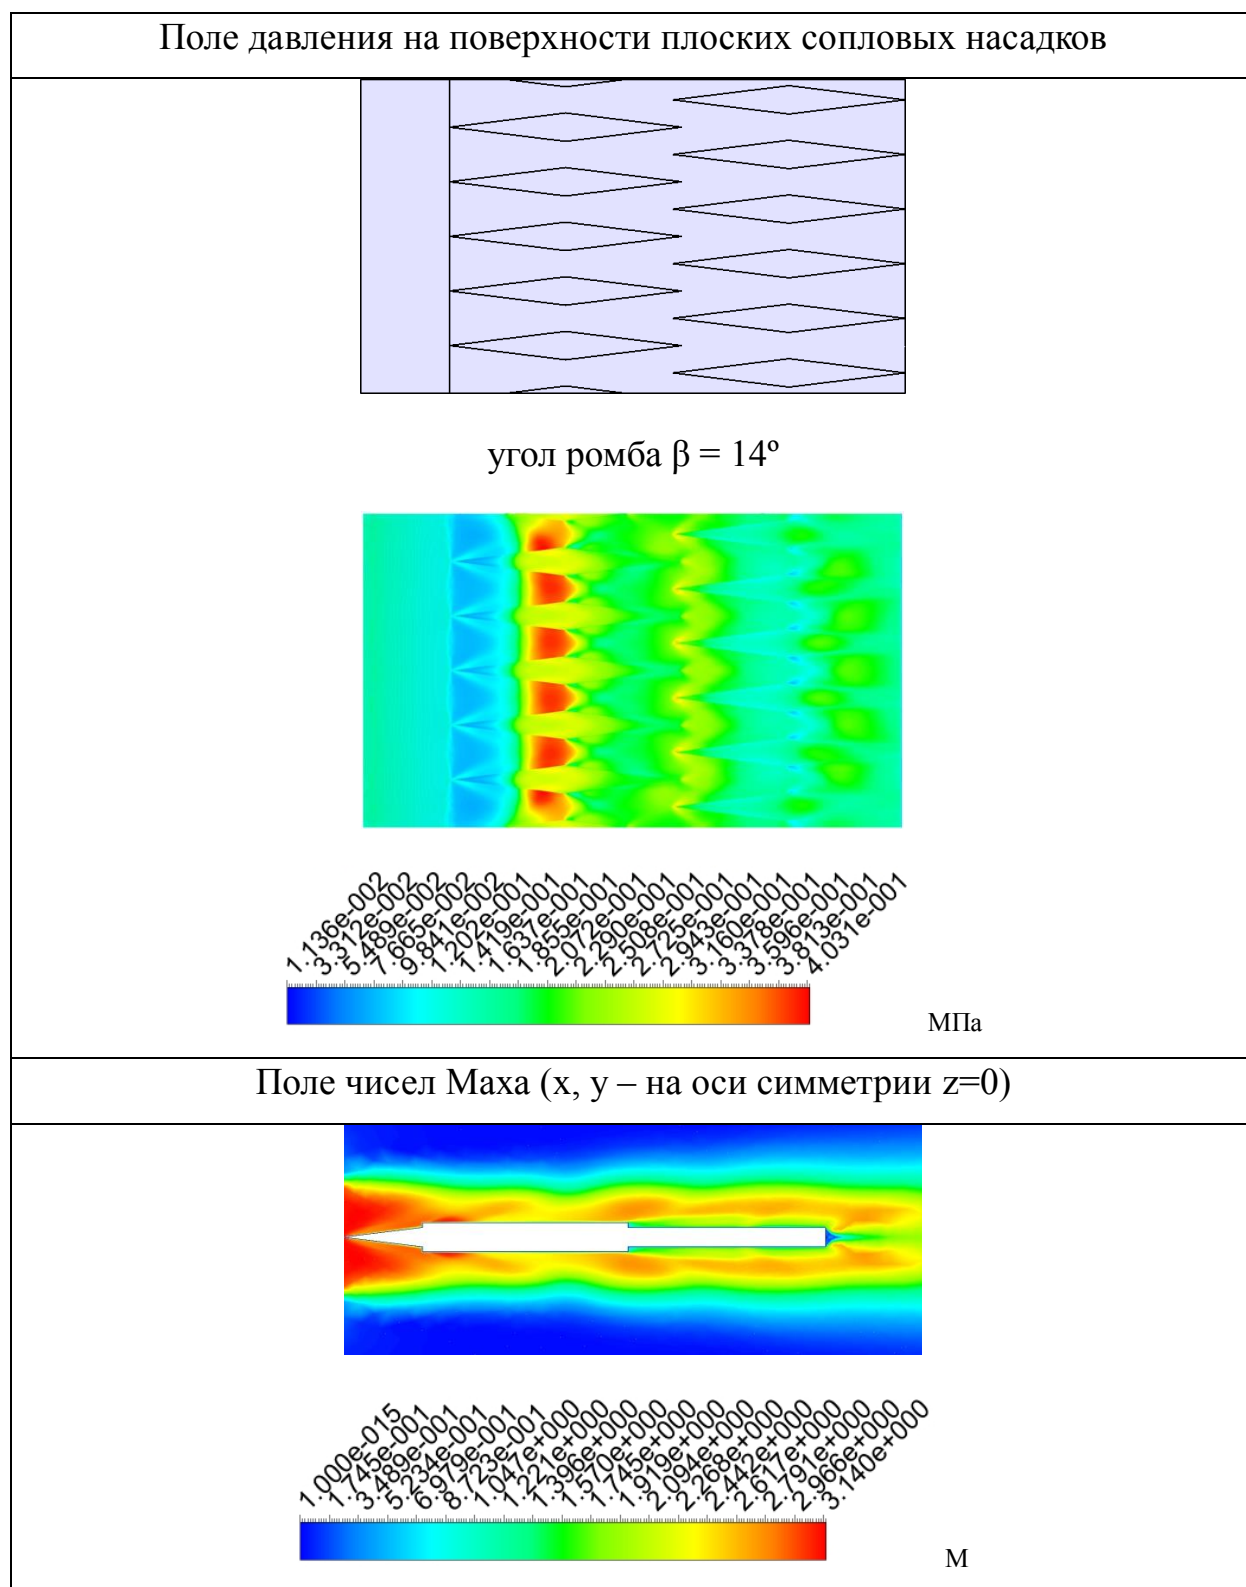 Поле давления на поверхности плоских сопловых насадков
угол ромба β = 14º
1.136e-002
3.312e-002
5.489e-002
7.665e-002
9.841e-002
1.202e-001
1.419e-001
1.637e-001
1.855e-001
2.072e-001
2.290e-001
2.508e-001
2.725e-001
2.943e-001
3.160e-001
3.378e-001
3.596e-001
3.813e-001
4.031e-001
МПа
Поле чисел Маха (x, y – на оси симметрии z=0)
1.000e-015
1.745e-001
3.489e-001
5.234e-001
6.979e-001
8.723e-001
1.047e+000
1.221e+000
1.396e+000
1.570e+000
1.745e+000
1.919e+000
2.094e+000
2.268e+000
2.442e+000
2.617e+000
2.791e+000
2.966e+000
3.140e+000
М